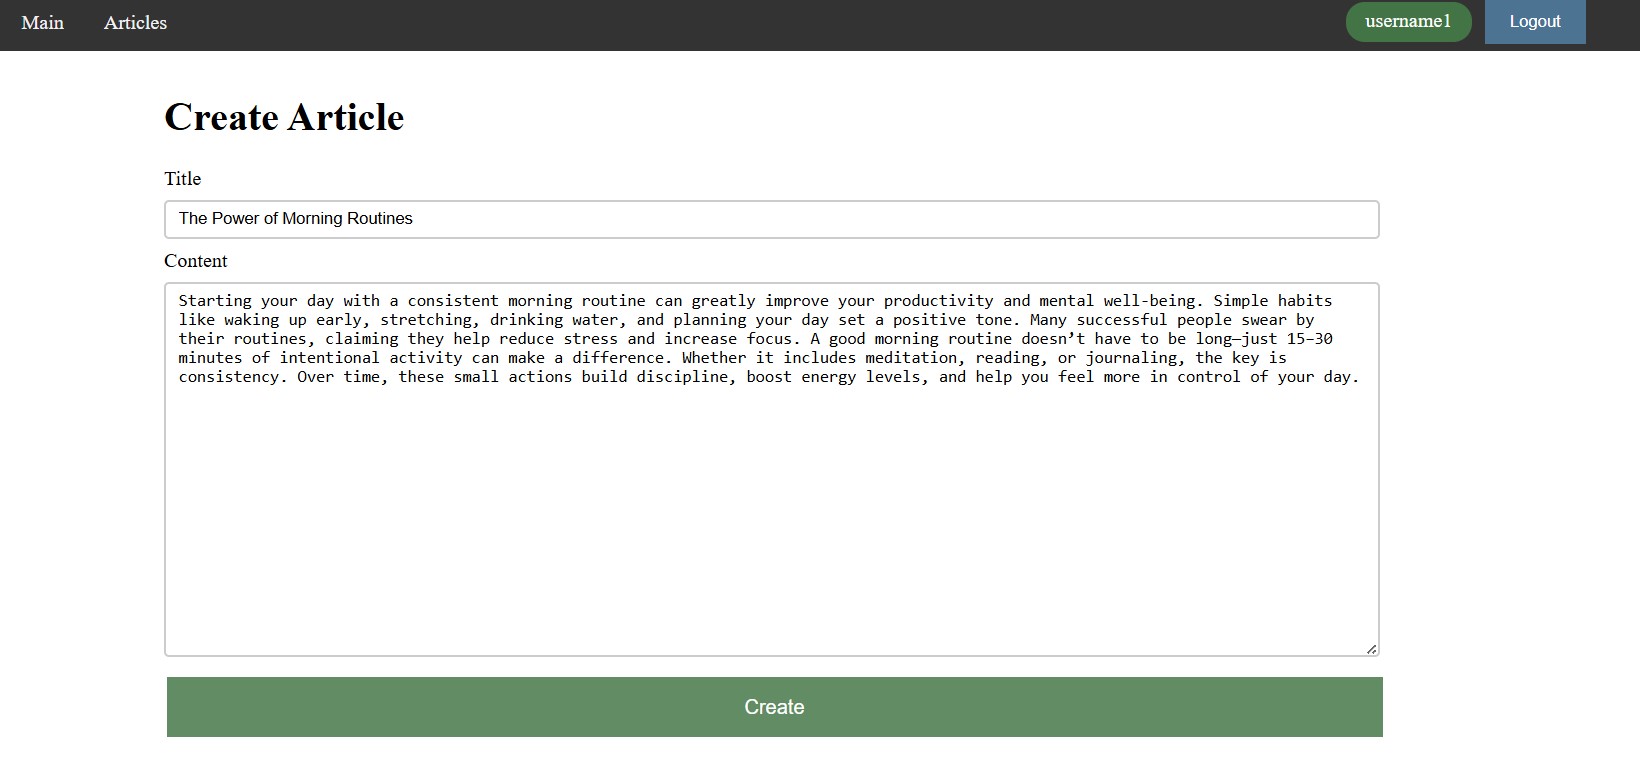 Main Articles username1 Logout
Create Article
Title
The Power of Morning Routines
Content
Starting your day with a consistent morning routine can greatly improve your productivity and mental well-being. Simple habits
like waking up early, stretching, drinking water, and planning your day set a positive tone. Many successful people swear by
their routines, claiming they help reduce stress and increase focus. A good morning routine doesn’t have to be long—just 15–30
minutes of intentional activity can make a difference. Whether it includes meditation, reading, or journaling, the key is
consistency. Over time, these small actions build discipline, boost energy levels, and help you feel more in control of your day.
Create